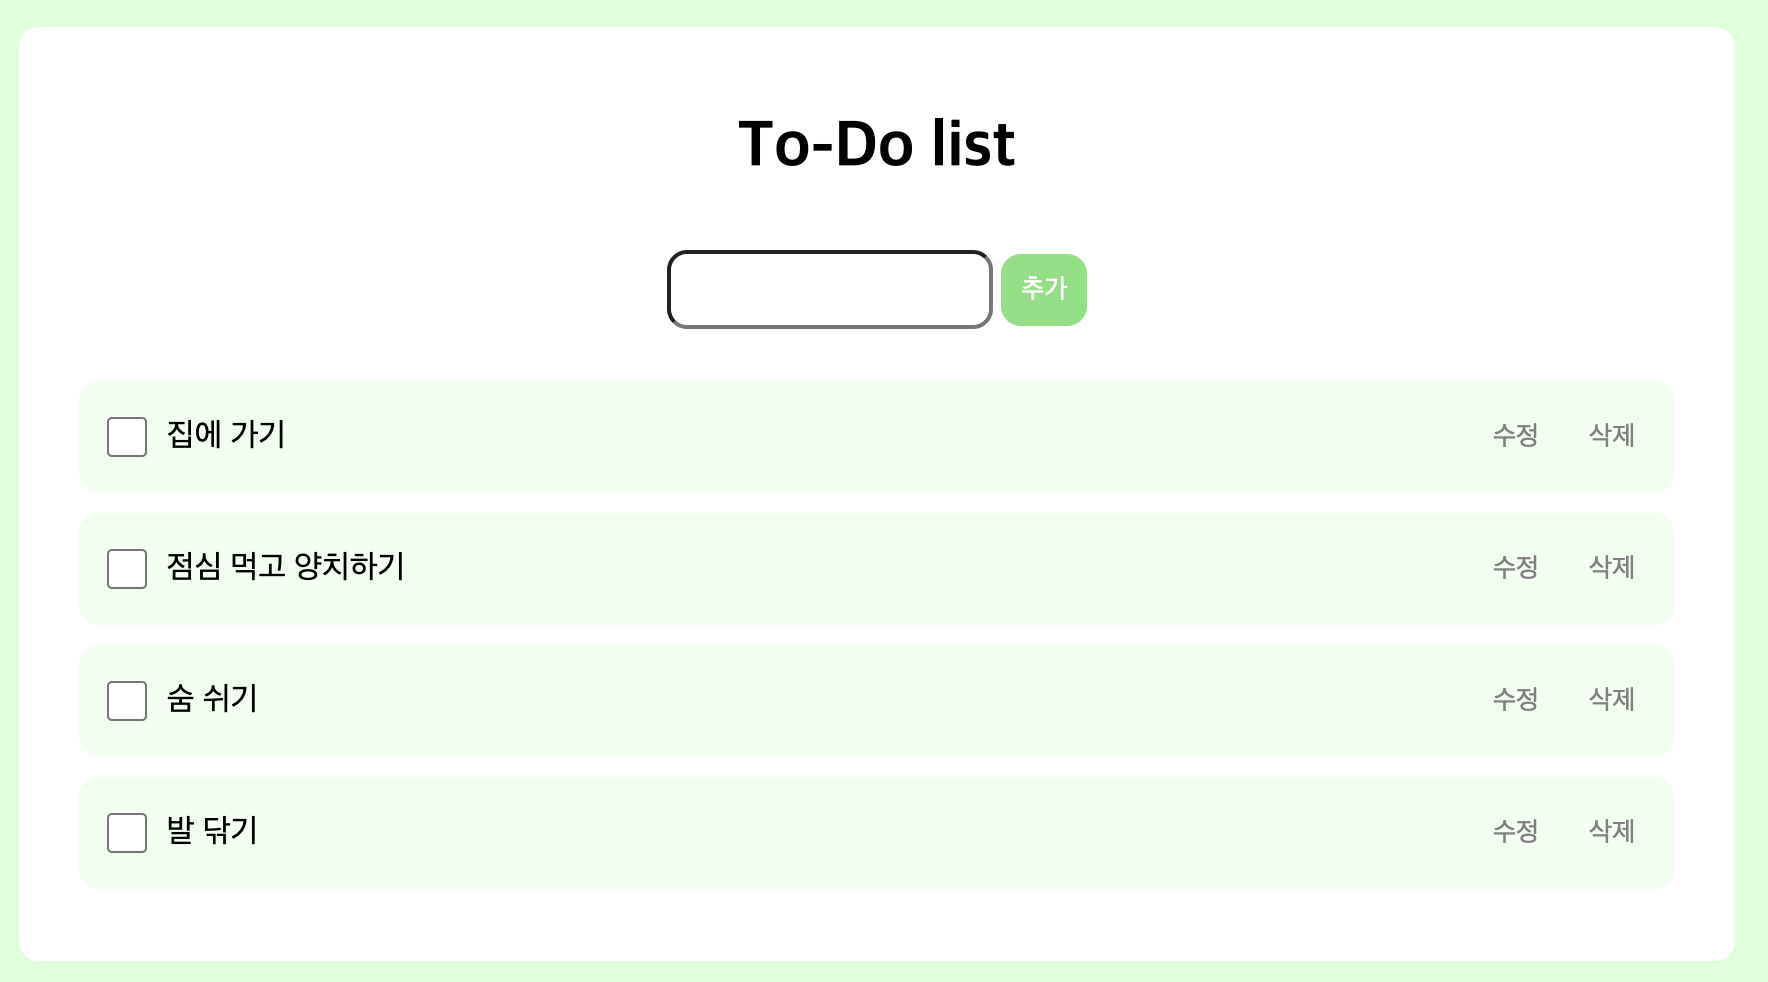 To-Do list
추가
집에 가기 수정 삭제
점심 먹고 양치하기 수정 삭제
숨 쉬기 수정 삭제
발 닦기 수정 삭제